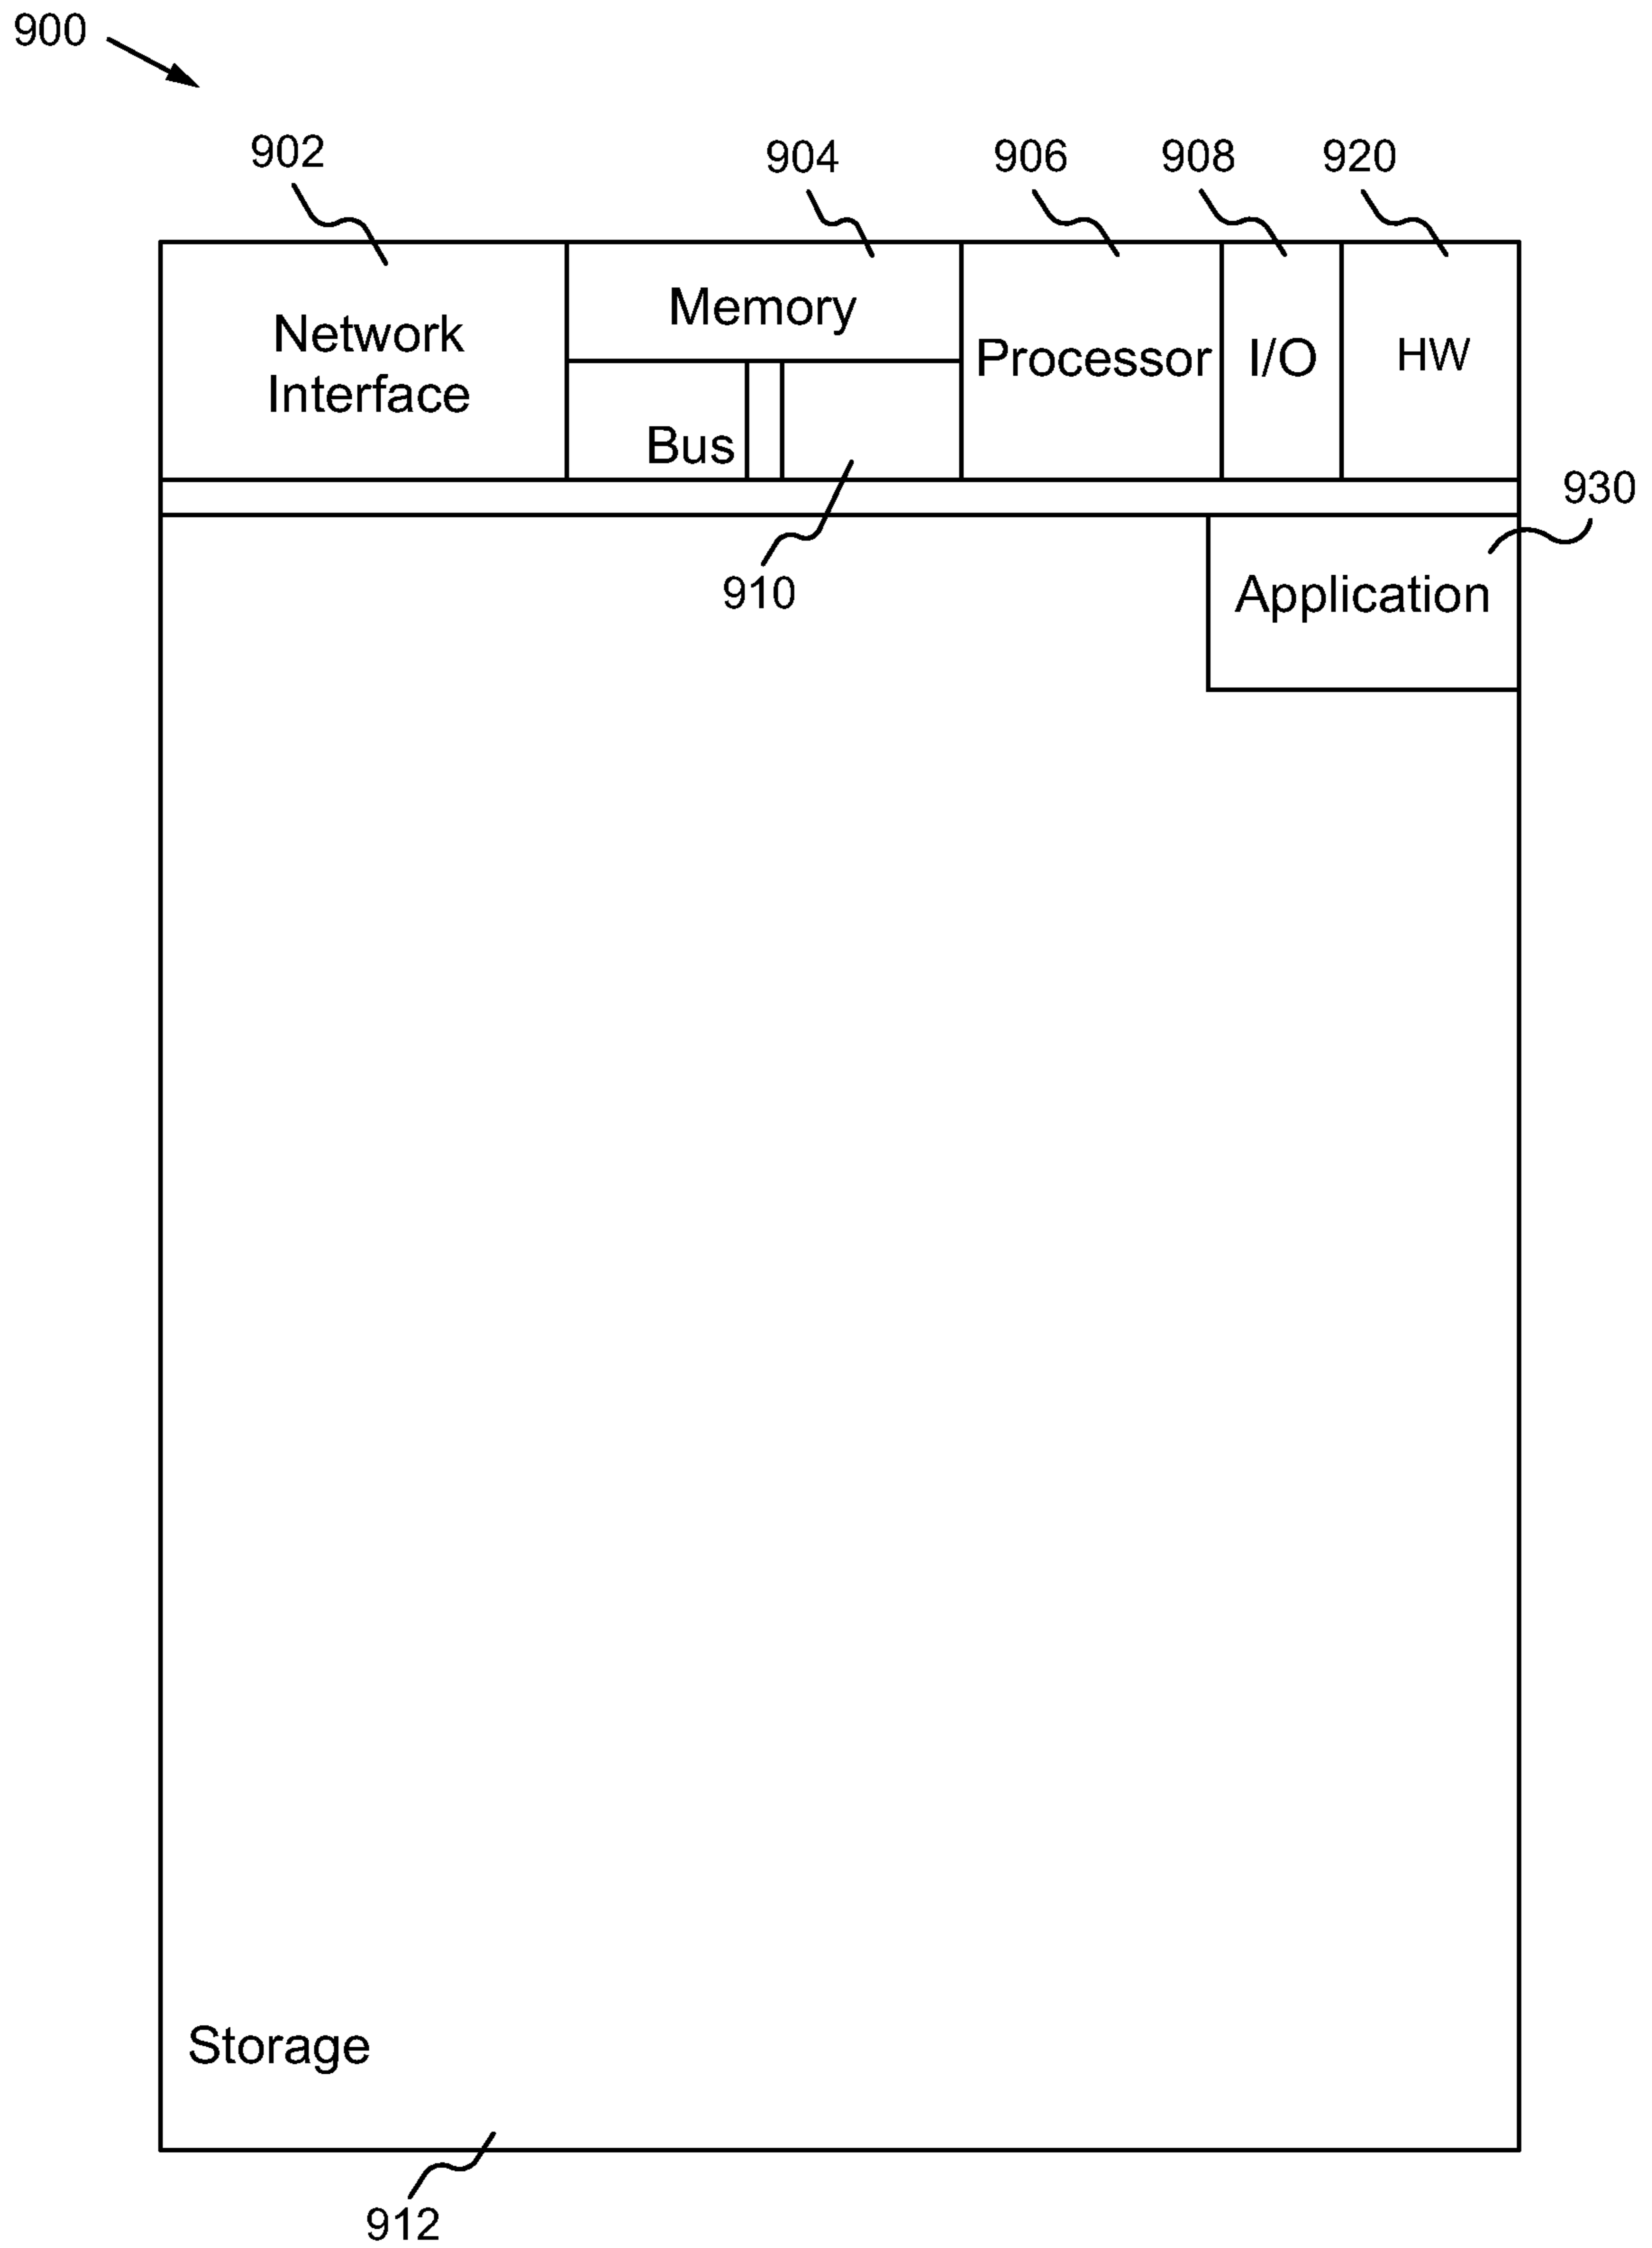 900
902
904
906
908
920
Network
Interface
Memory
Processor
I/O
HW
Bus
930
910
Application
Storage
912